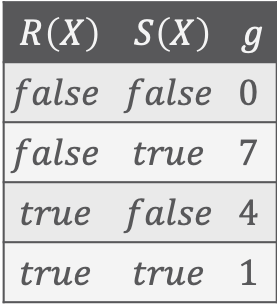 R(X) S(X) g
false false 0
false true 7
true false 4
true true 1